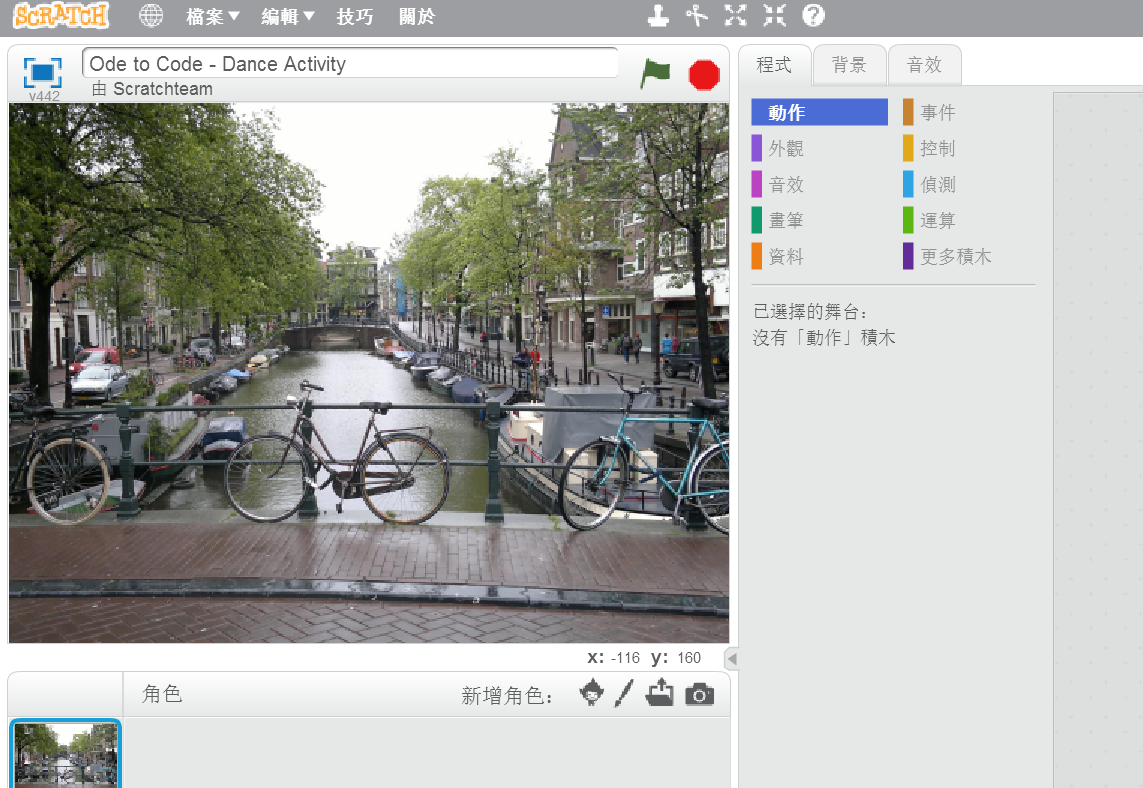 SCRATCH 檔案▼ 編輯▼ 技巧 關於
Ode to Code - Dance Activity
v442
由 Scratchteam
程式 背景 音效
動作 事件
外觀 控制
音效 偵測
畫筆 運算
資料 更多積木
已選擇的舞台：
沒有「動作」積木
x: -116 y: 160
角色 新增角色：